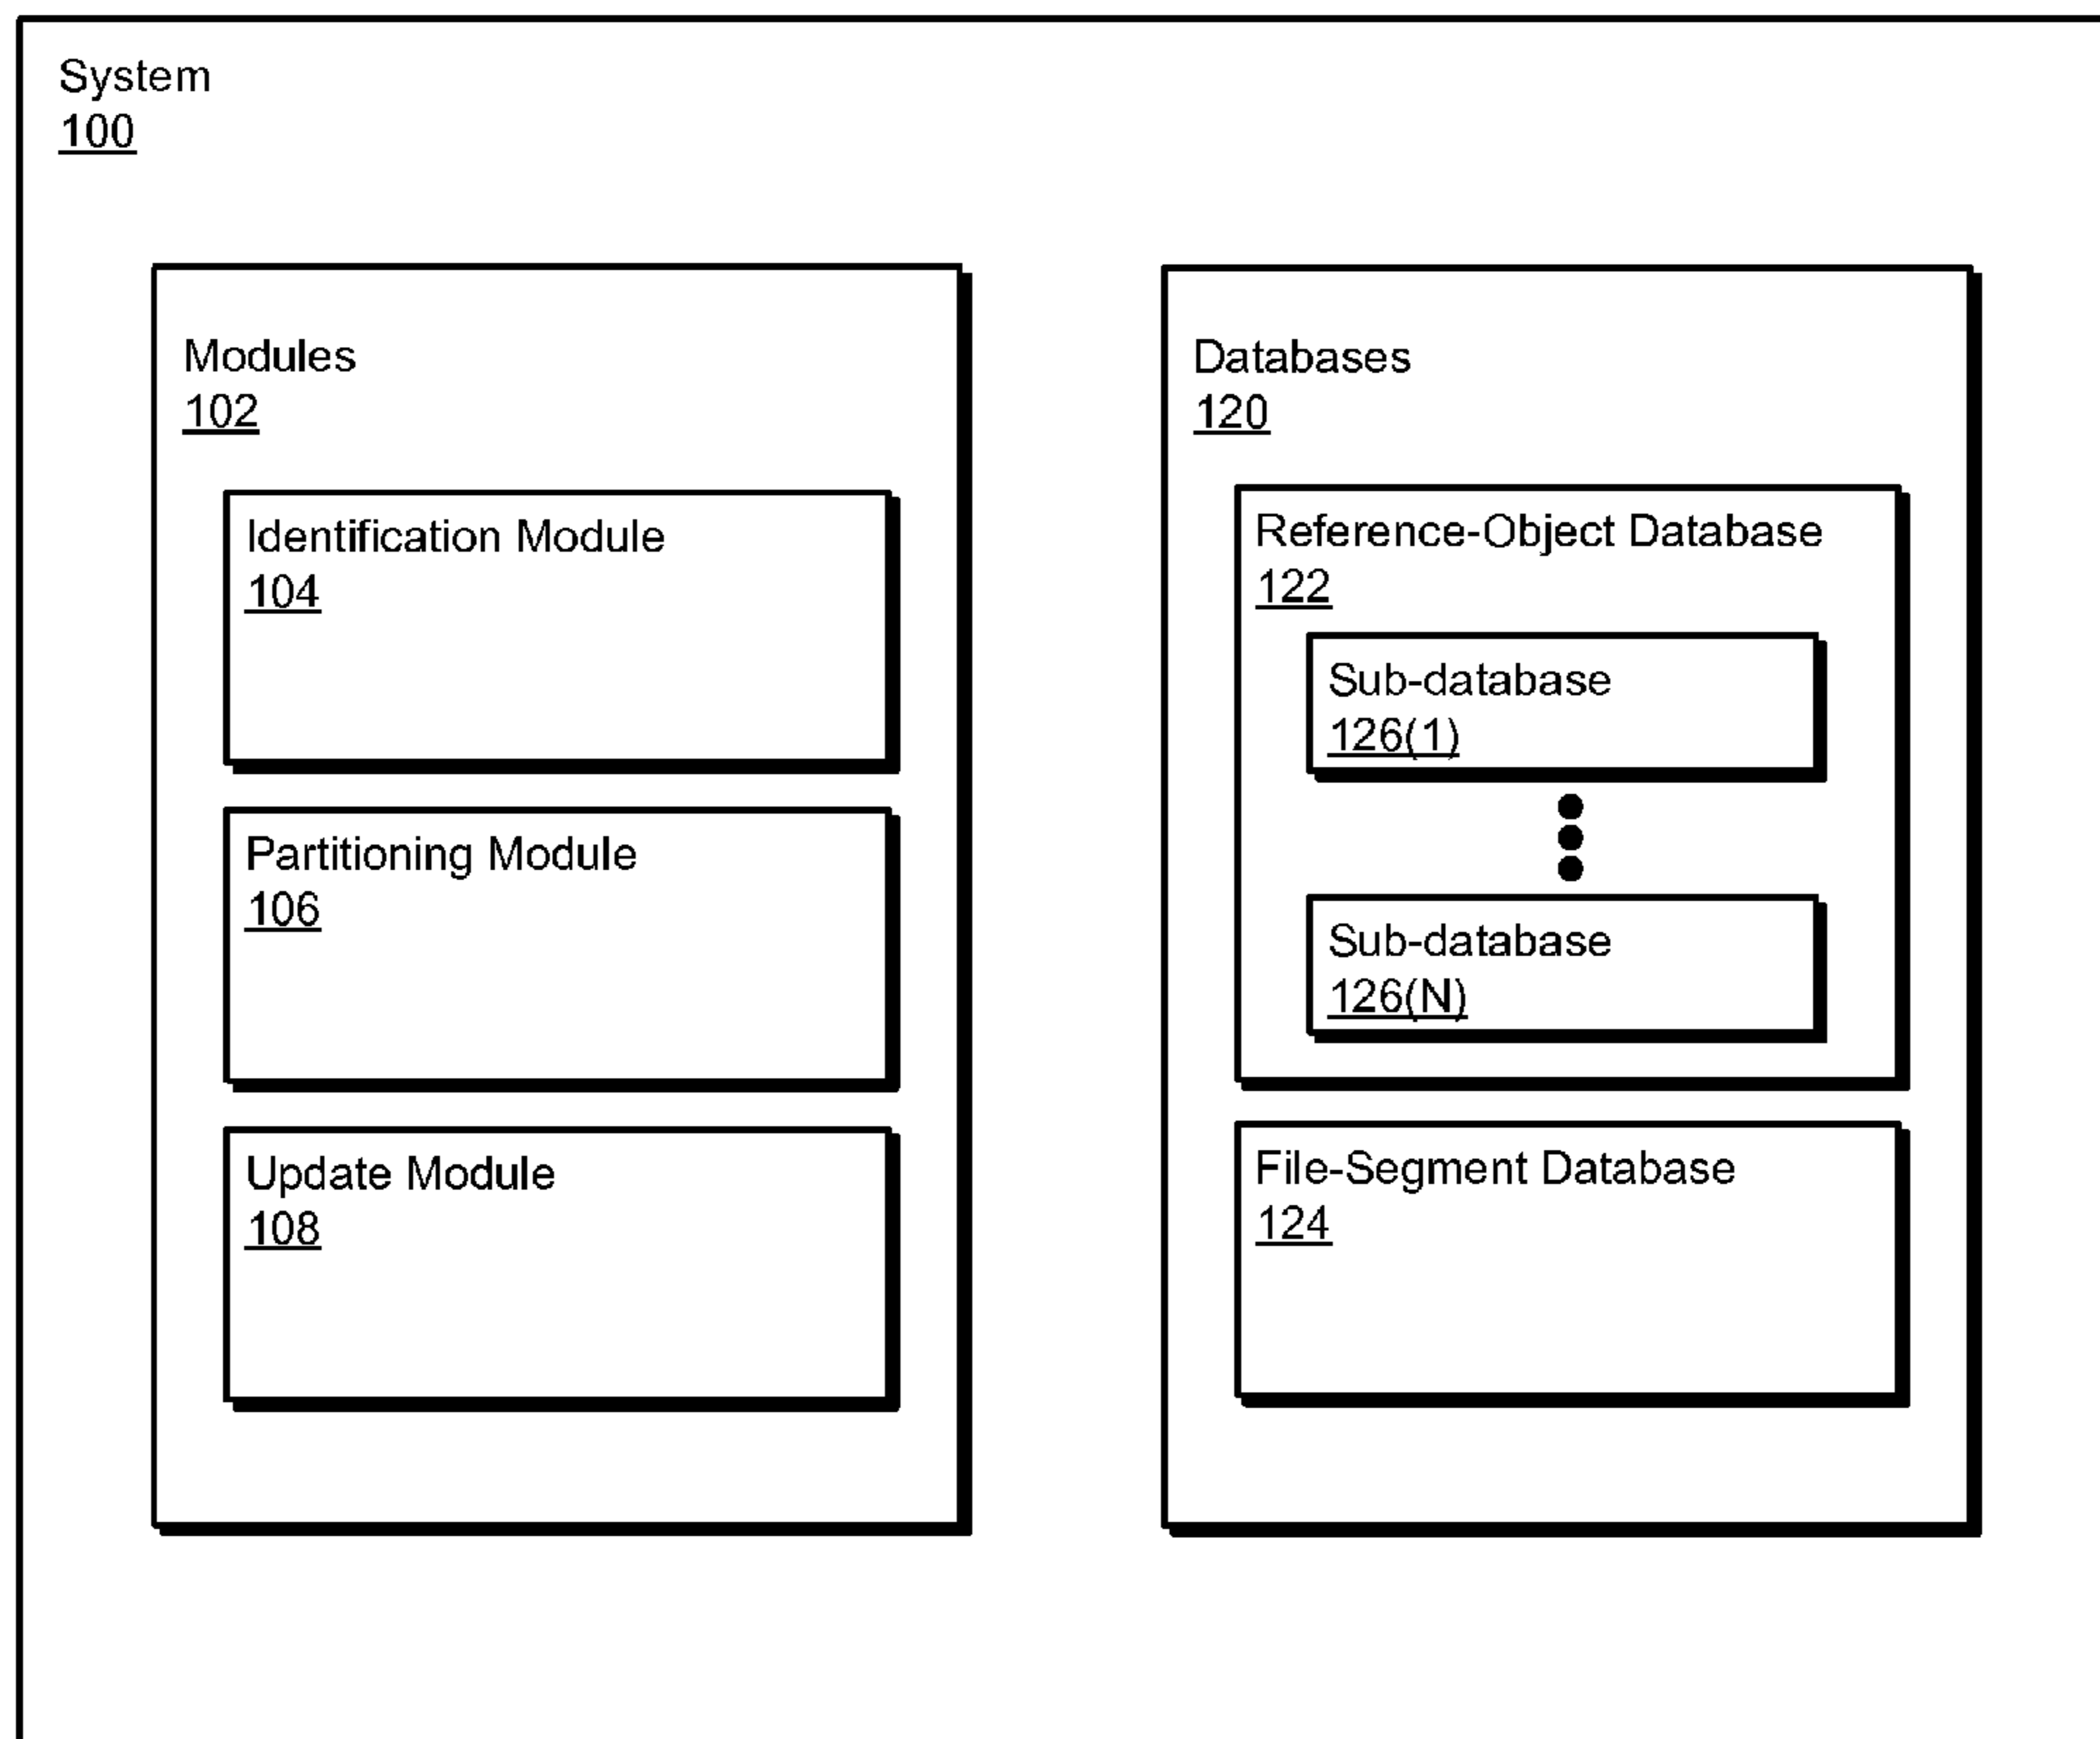 System
100
Modules
102
Identification Module
104
Partitioning Module
106
Update Module
108
Databases
120
Reference-Object Database
122
Sub-database
126(1)
Sub-database
126(N)
File-Segment Database
124